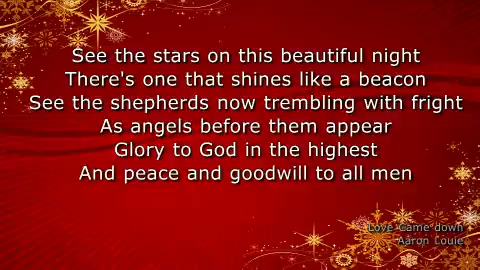 See the stars on this beautiful night
There's one that shines like a beacon
See the shepherds now trembling with fright
As angels before them appear
Glory to God in the highest
And peace and goodwill to all men
Love Came down
Aaron Louie